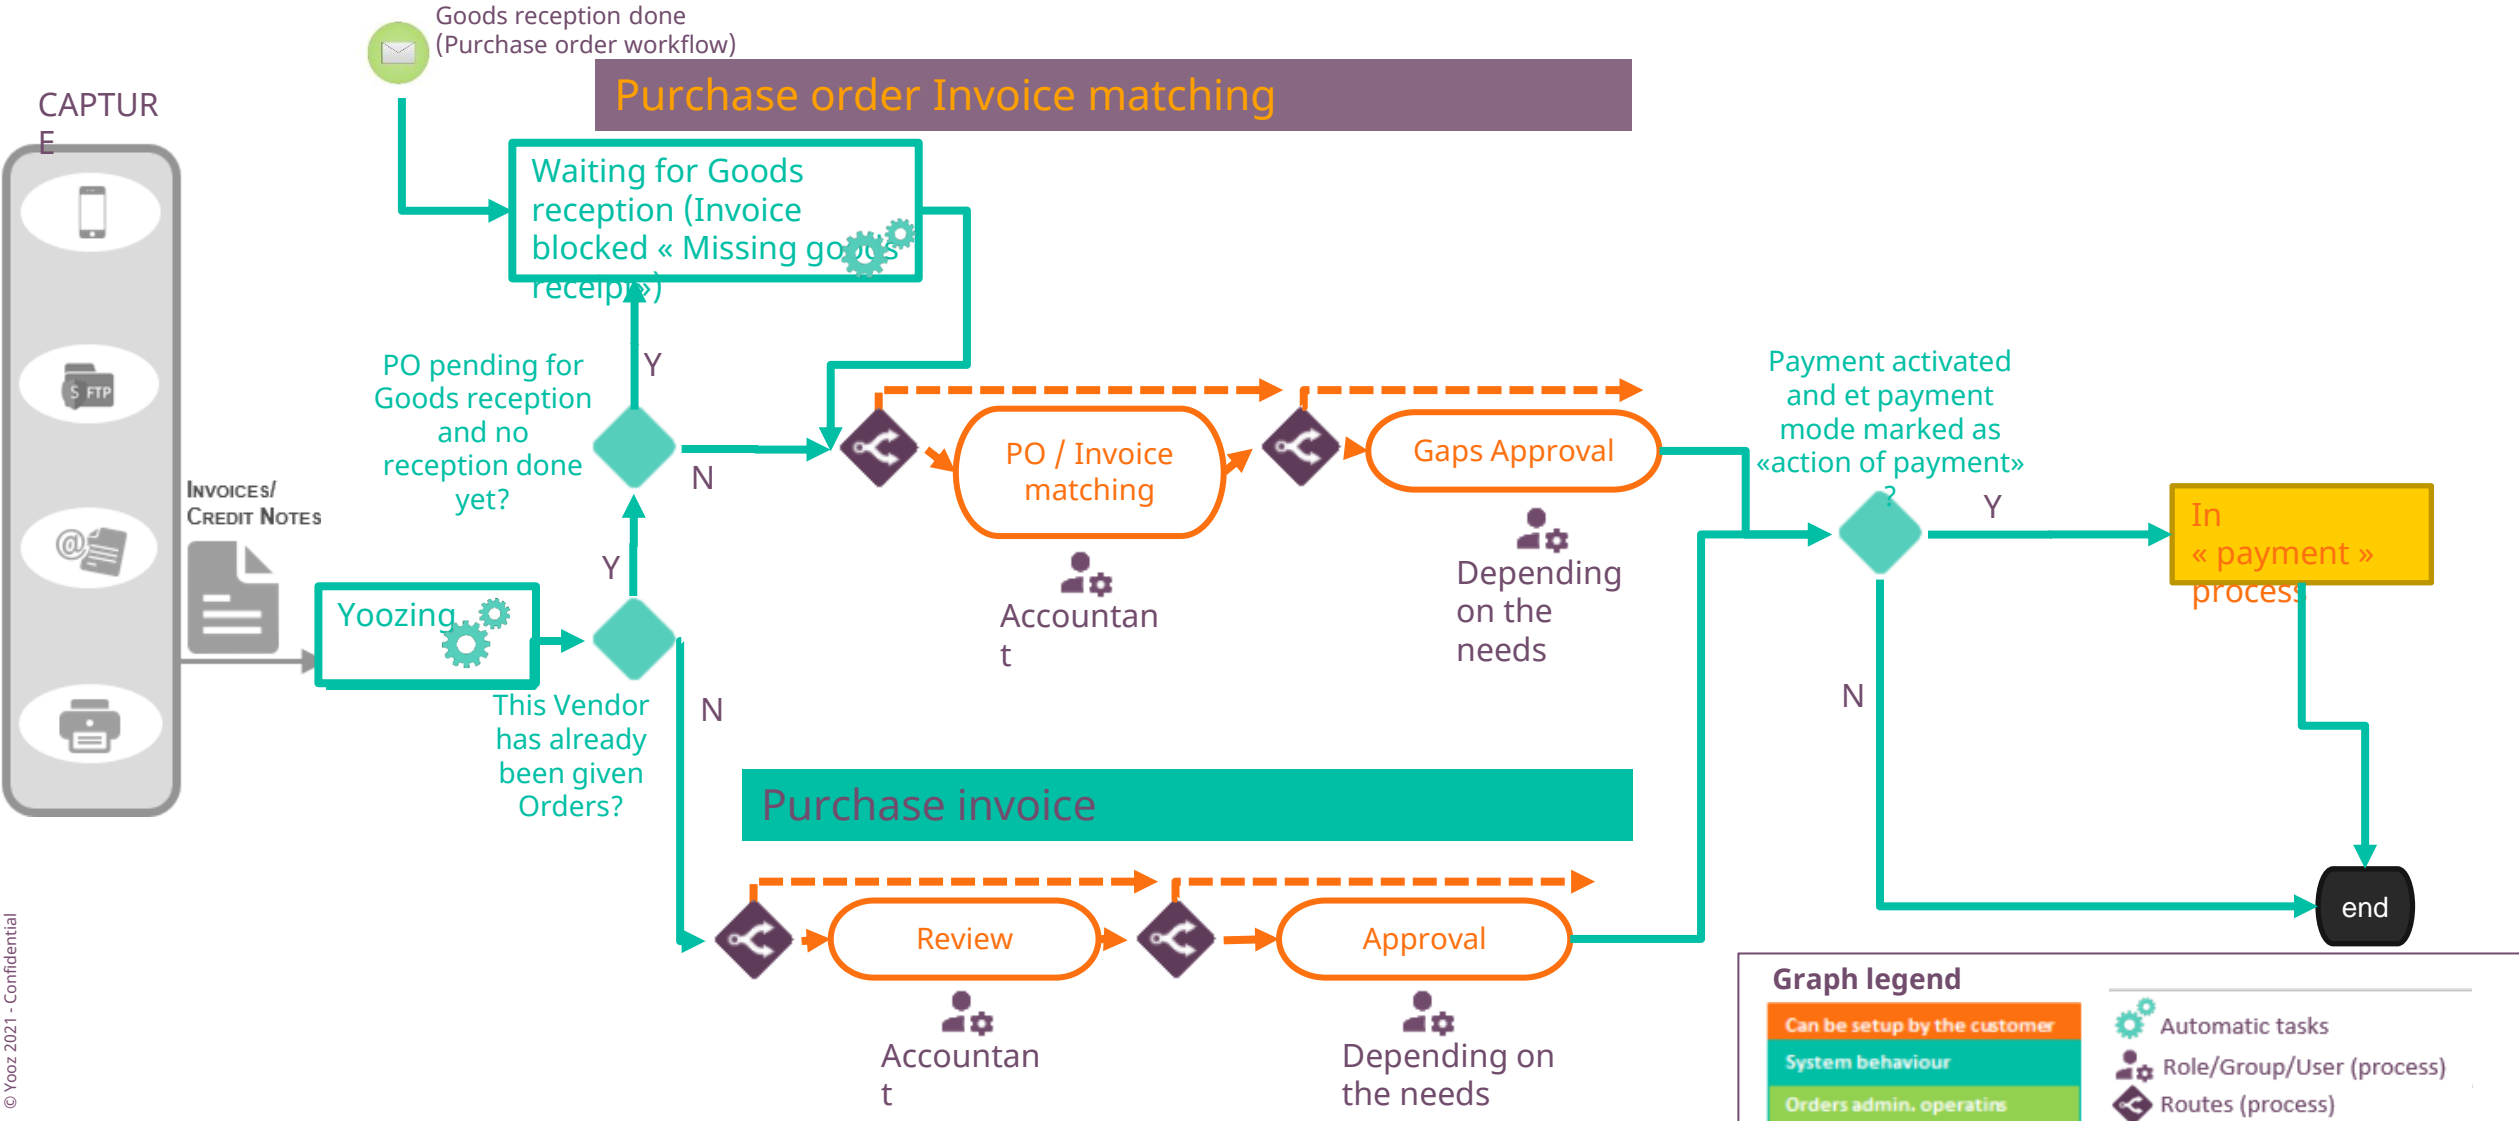 Goods reception done
(Purchase order workflow)
Purchase order Invoice matching
CAPTUR
E
Waiting for Goods
reception (Invoice
blocked « Missing goods
receipt »)
S FTP
@
PO pending for
Goods reception
and no
reception done
yet?
Y
N
PO / Invoice
matching
Gaps Approval
Payment activated
and et payment
mode marked as
«action of payment»
?
Y
In
« payment »
process
INVOICES/
CREDIT NOTES
Y
Yoozing
Accountan
t
Depending
on the
needs
This Vendor
has already
been given
Orders?
N
N
Purchase invoice
Review
Approval
end
Accountan
t
Depending on
the needs
Graph legend
Can be setup by the customer
System behaviour
Orders admin. operatins
Automatic tasks
Role/Group/User (process)
Routes (process)
© Yooz 2021 - Confidential